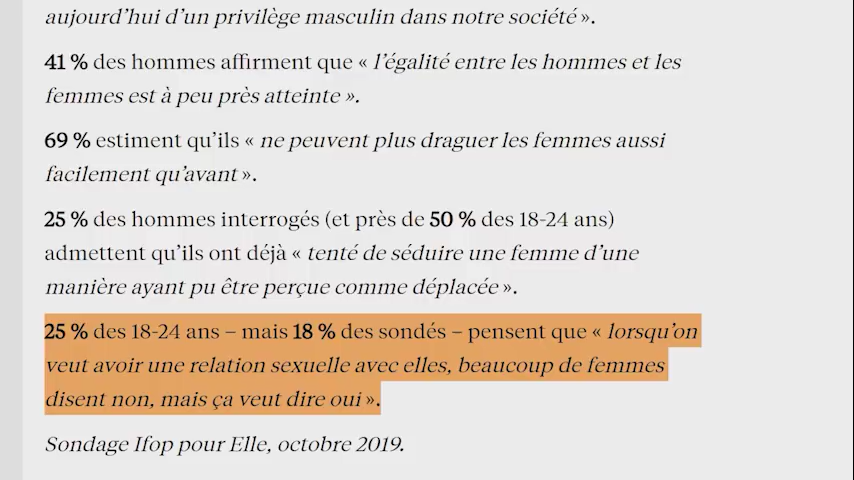 aujourd’hui d’un privilège masculin dans notre société ».
41 % des hommes affirment que « l’égalité entre les hommes et les
femmes est à peu près atteinte ».
69 % estiment qu’ils « ne peuvent plus draguer les femmes aussi
facilement qu’avant ».
25 % des hommes interrogés (et près de 50 % des 18-24 ans)
admettent qu’ils ont déjà « tenté de séduire une femme d’une
manière ayant pu être perçue comme déplacée ».
25 % des 18-24 ans – mais 18 % des sondés – pensent que « lorsqu’on
veut avoir une relation sexuelle avec elles, beaucoup de femmes
disent non, mais ça veut dire oui ».
Sondage Ifop pour Elle, octobre 2019.